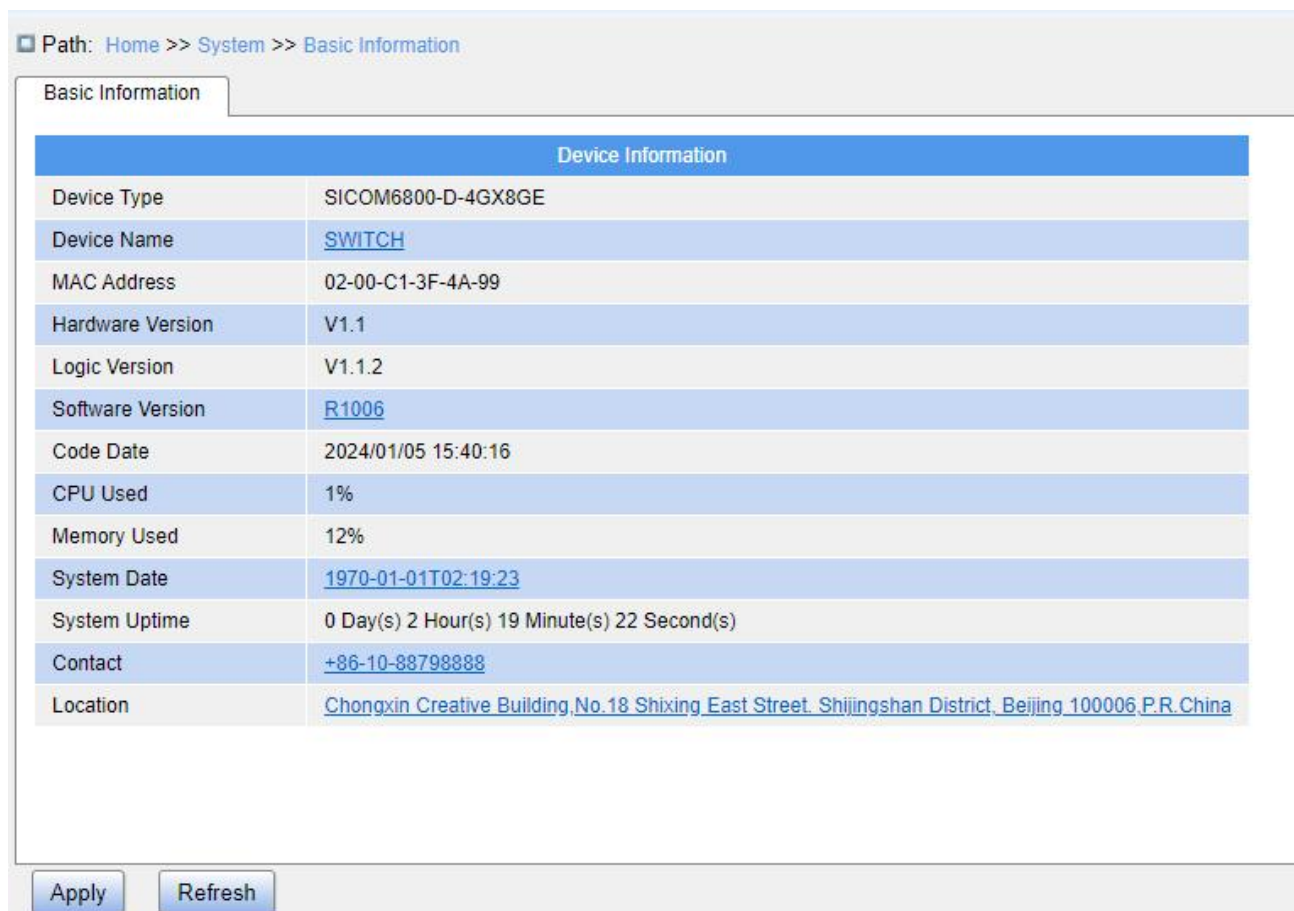 Path: Home >> System >> Basic Information
Basic Information
Device Information
Device Type SICOM6800-D-4GX8GE
Device Name SWITCH
MAC Address 02-00-C1-3F-4A-99
Hardware Version V1.1
Logic Version V1.1.2
Software Version R1006
Code Date 2024/01/05 15:40:16
CPU Used 1%
Memory Used 12%
System Date 1970-01-01T02:19:23
System Uptime 0 Day(s) 2 Hour(s) 19 Minute(s) 22 Second(s)
Contact +86-10-88798888
Location Chongxin Creative Building,No.18 Shixing East Street. Shijingshan District, Beijing 100006,P.R.China
Apply Refresh